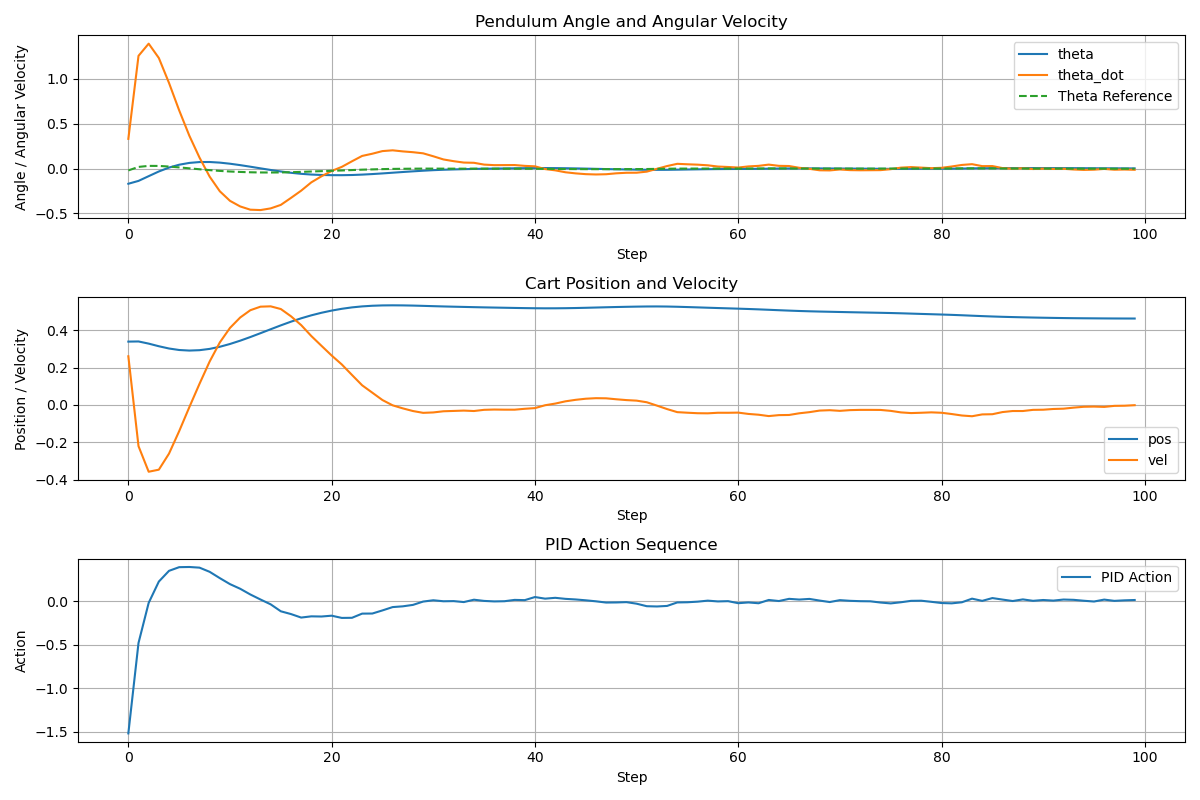 Pendulum Angle and Angular Velocity
Angle / Angular Velocity
1.0
0.5
0.0
−0.5
theta
theta_dot
Theta Reference
0 20 40 60 80 100
Step
Cart Position and Velocity
Position / Velocity
0.4
0.2
0.0
−0.2
−0.4
pos
vel
0 20 40 60 80 100
Step
PID Action Sequence
Action
0.0
−0.5
−1.0
−1.5
PID Action
0 20 40 60 80 100
Step